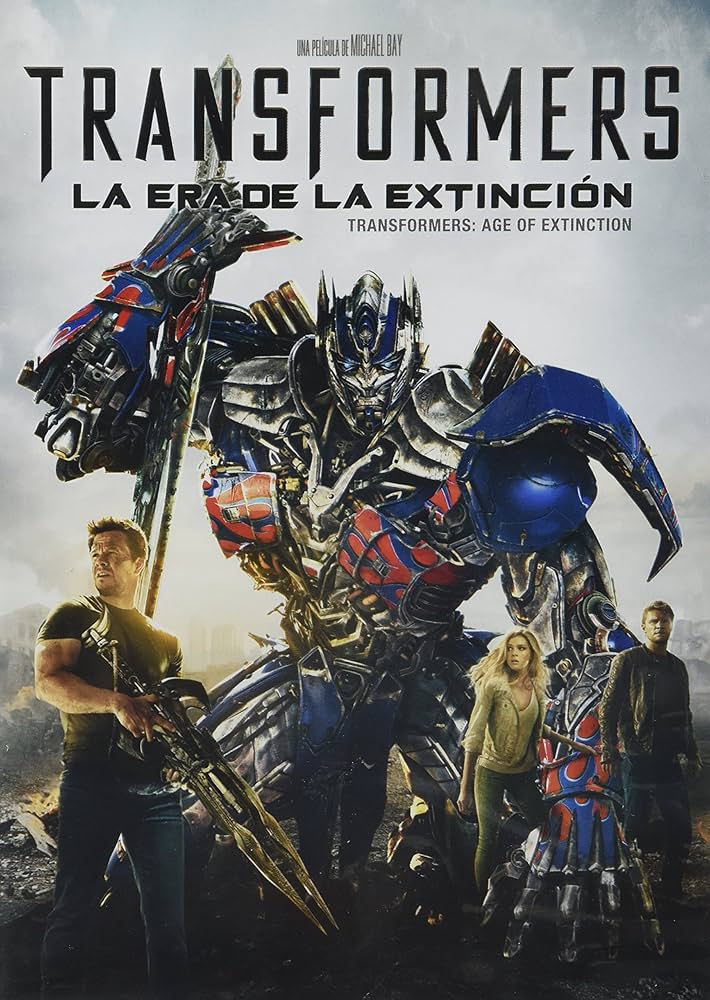 UNA PELÍCULA DE MICHAEL BAY
TRANSFORMERS
LA ERA DE LA EXTINCIÓN
TRANSFORMERS: AGE OF EXTINCTION